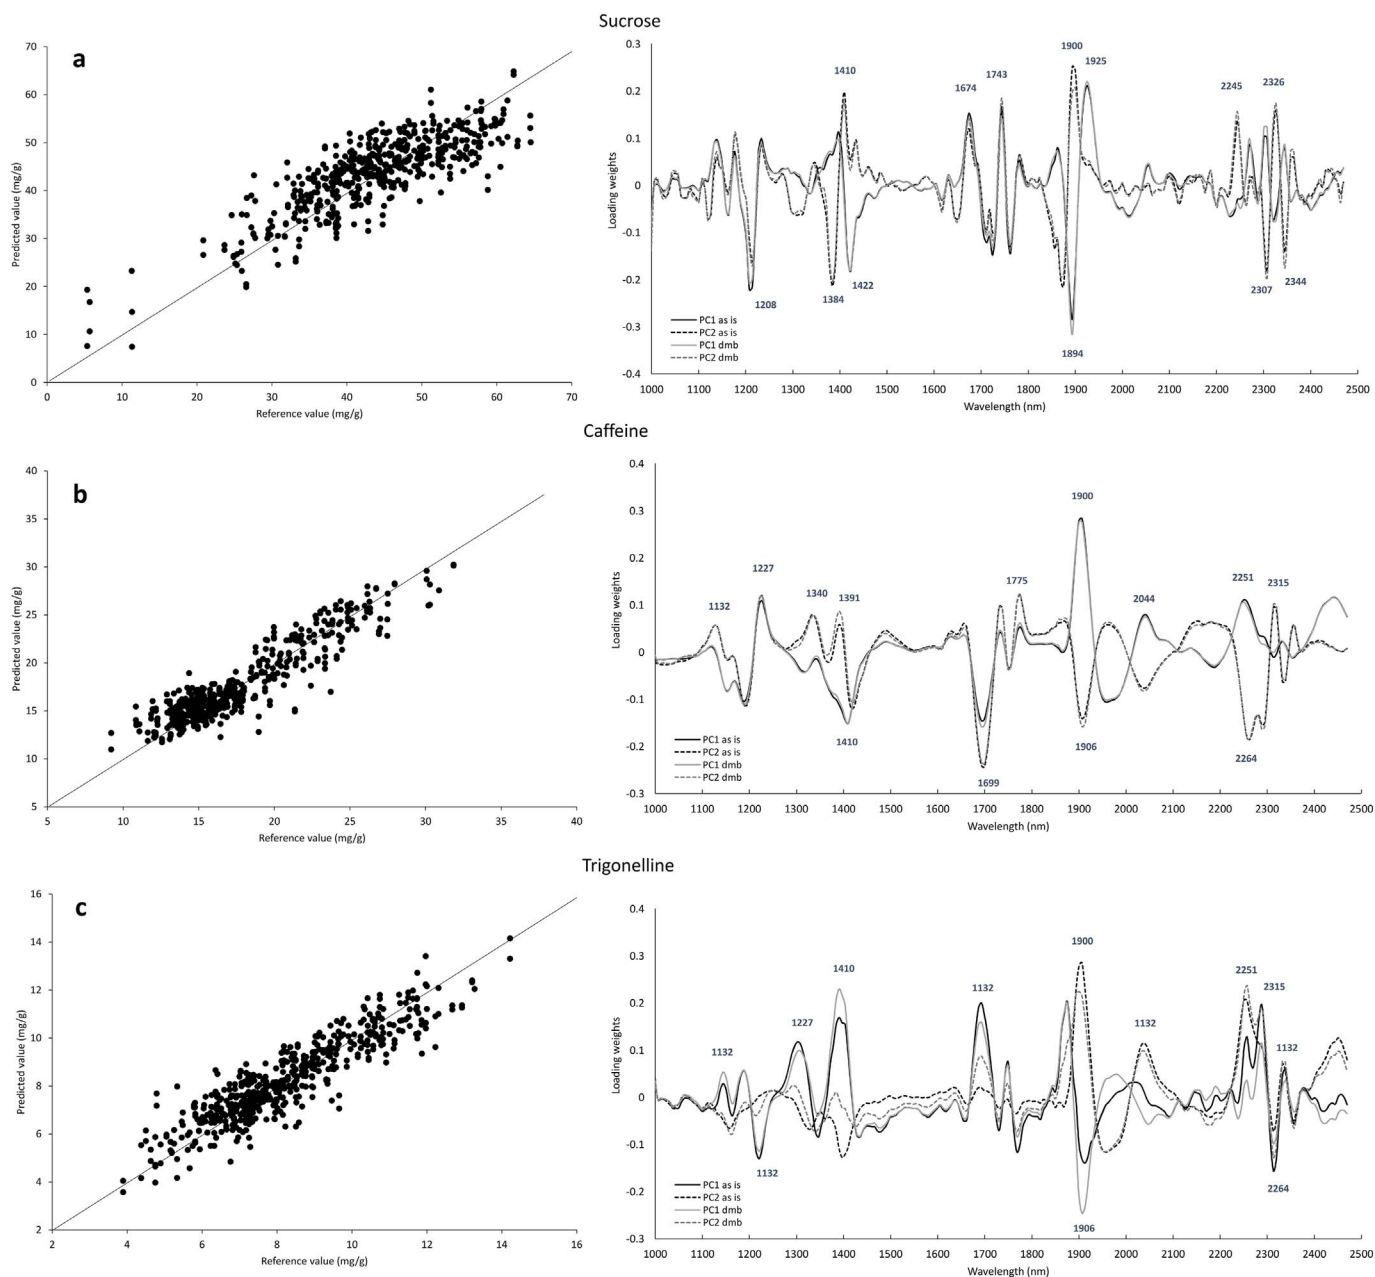 Sucrose
a
Predicted value (mg/g)
70
60
50
40
30
20
10
0
0 10 20 30 40 50 60 70
Reference value (mg/g)
Loading weights
0.3
0.2
0.1
0
-0.1
-0.2
-0.3
-0.4
1674
1743
1410
1900
1925
2245
2326
1208
1384
1422
1894
2307
2344
PC1 as is
PC2 as is
PC1 dmb
PC2 dmb
1000 1100 1200 1300 1400 1500 1600 1700 1800 1900 2000 2100 2200 2300 2400 2500
Wavelength (nm)
Caffeine
b
Predicted value (mg/g)
40
35
30
25
20
15
10
5
5 10 15 20 25 30 35 40
Reference value (mg/g)
Loading weights
0.4
0.3
0.2
0.1
0
-0.1
-0.2
-0.3
1132
1227
1340
1391
1775
1900
2044
2251
2315
1410
1699
1906
2264
PC1 as is
PC2 as is
PC1 dmb
PC2 dmb
1000 1100 1200 1300 1400 1500 1600 1700 1800 1900 2000 2100 2200 2300 2400 2500
Wavelength (nm)
Trigonelline
c
Predicted value (mg/g)
16
14
12
10
8
6
4
2
2 4 6 8 10 12 14 16
Reference value (mg/g)
Loading weights
0.4
0.3
0.2
0.1
0
-0.1
-0.2
-0.3
1132
1227
1410
1132
1900
1132
2251
2315
1132
1132
1906
2264
PC1 as is
PC2 as is
PC1 dmb
PC2 dmb
1000 1100 1200 1300 1400 1500 1600 1700 1800 1900 2000 2100 2200 2300 2400 2500
Wavelength (nm)